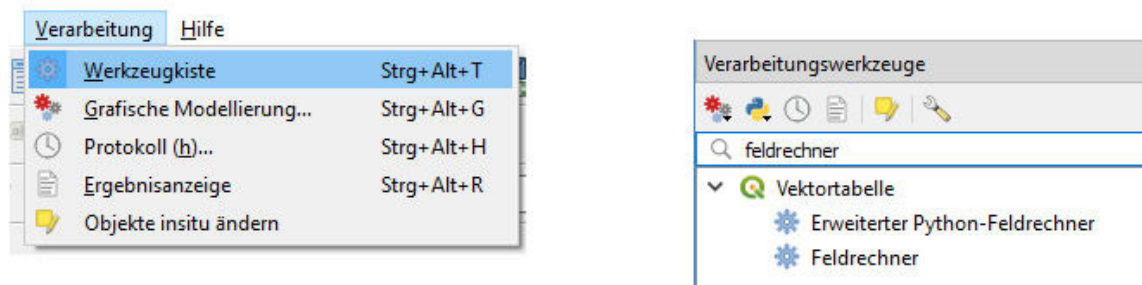 Verarbeitung Hilfe
Werkzeugkiste Strg+Alt+T
Grafische Modellierung... Strg+Alt+G
Protokoll (h)... Strg+Alt+H
Ergebnisanzeige Strg+Alt+R
Objekte insitu ändern
Verarbeitungswerkzeuge
feldrechner
Vektortabelle
Erweiterter Python-Feldrechner
Feldrechner